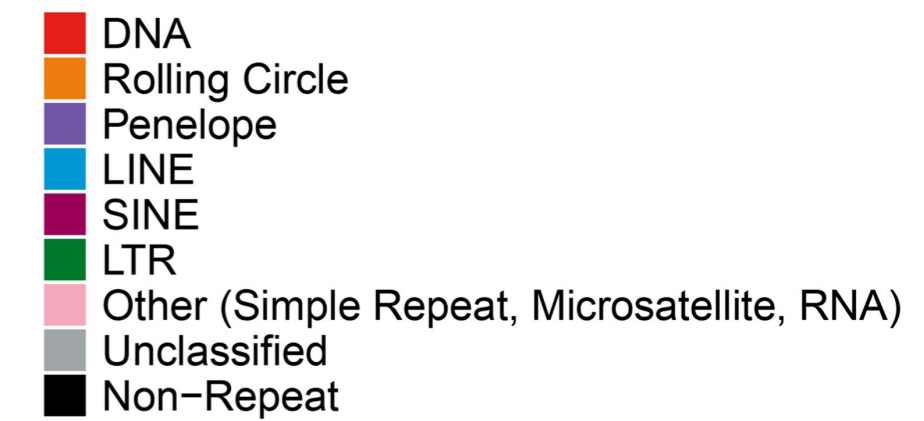 DNA
Rolling Circle
Penelope
LINE
SINE
LTR
Other (Simple Repeat, Microsatellite, RNA)
Unclassified
Non−Repeat